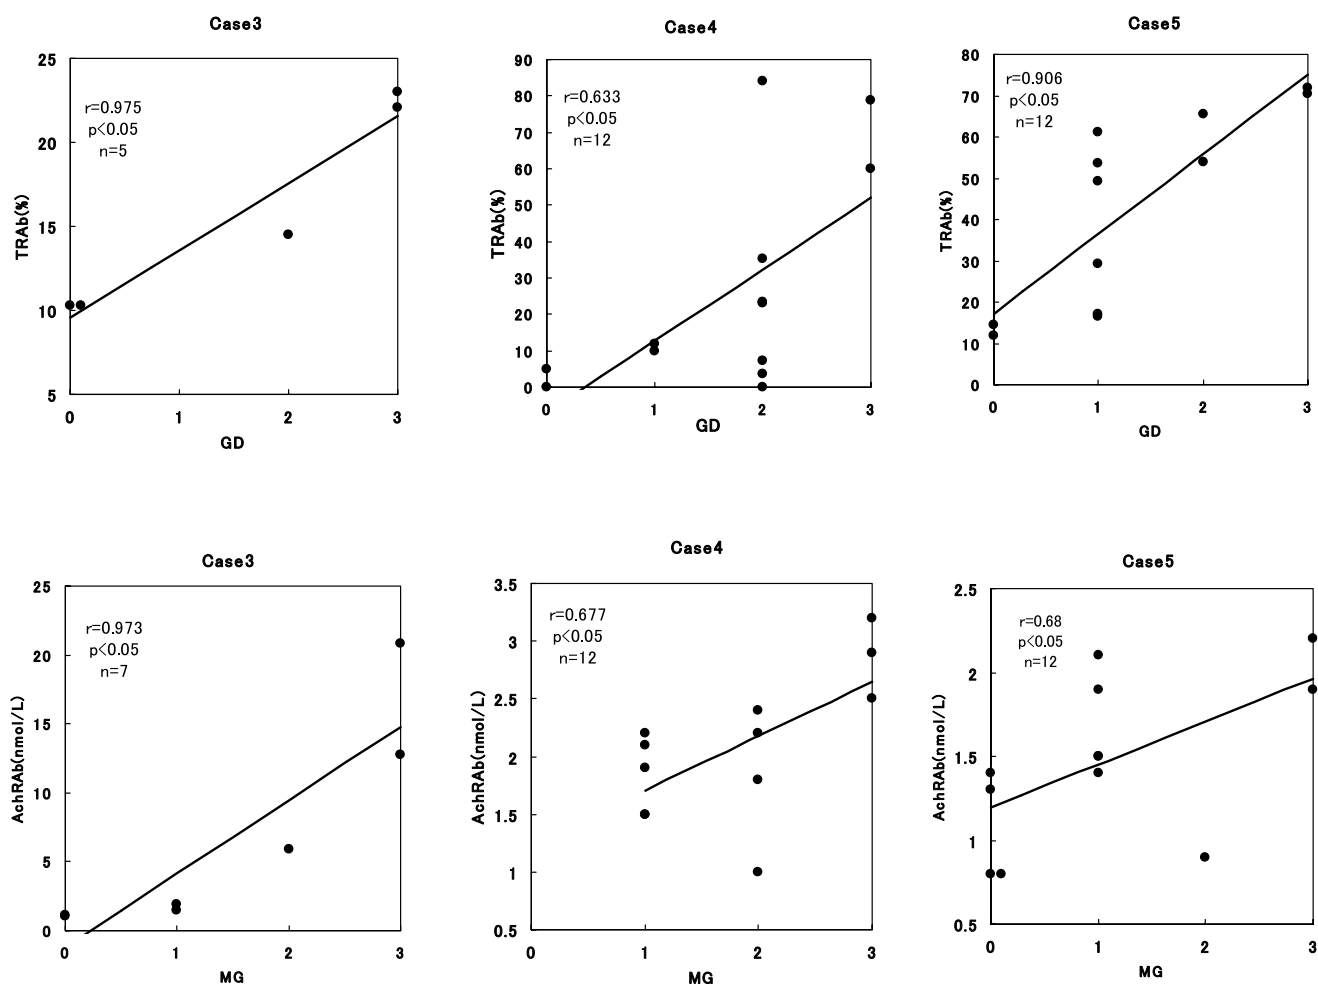 Case3
r=0.975
p<0.05
n=5
TRAb(%)
25
20
15
10
5
0 1 2 3
GD
Case4
r=0.633
p<0.05
n=12
TRAb(%)
90
80
70
60
50
40
30
20
10
0
0 1 2 3
GD
Case5
r=0.906
p<0.05
n=12
TRAb(%)
80
70
60
50
40
30
20
10
0
0 1 2 3
GD
Case3
r=0.973
p<0.05
n=7
AchRAb(nmol/L)
25
20
15
10
5
0
0 1 2 3
MG
Case4
r=0.677
p<0.05
n=12
AchRAb(nmol/L)
3.5
3
2.5
2
1.5
1
0.5
0 1 2 3
MG
Case5
r=0.68
p<0.05
n=12
AchRAb(nmol/L)
2.5
2
1.5
1
0.5
0 1 2 3
MG